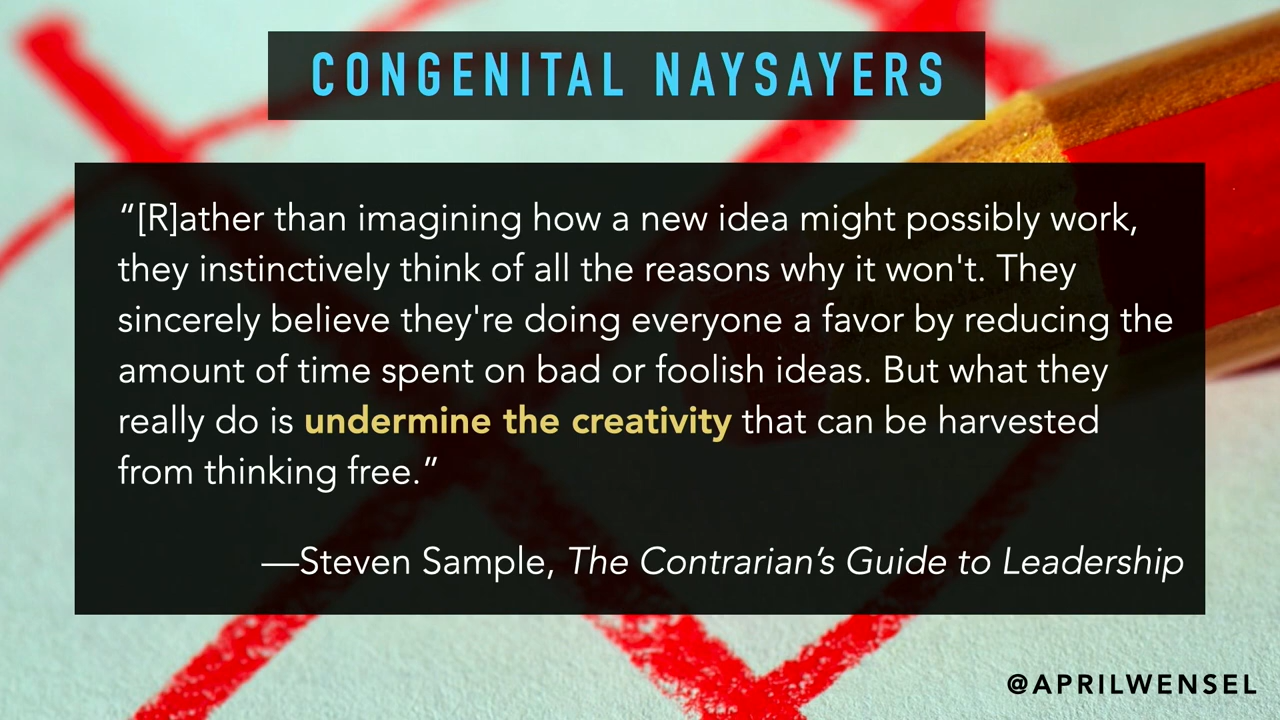 CONGENITAL NAYSAYERS
“[R]ather than imagining how a new idea might possibly work,
they instinctively think of all the reasons why it won't. They
sincerely believe they're doing everyone a favor by reducing the
amount of time spent on bad or foolish ideas. But what they
really do is undermine the creativity that can be harvested
from thinking free.”
—Steven Sample, The Contrarian’s Guide to Leadership
@APRILWENSEL